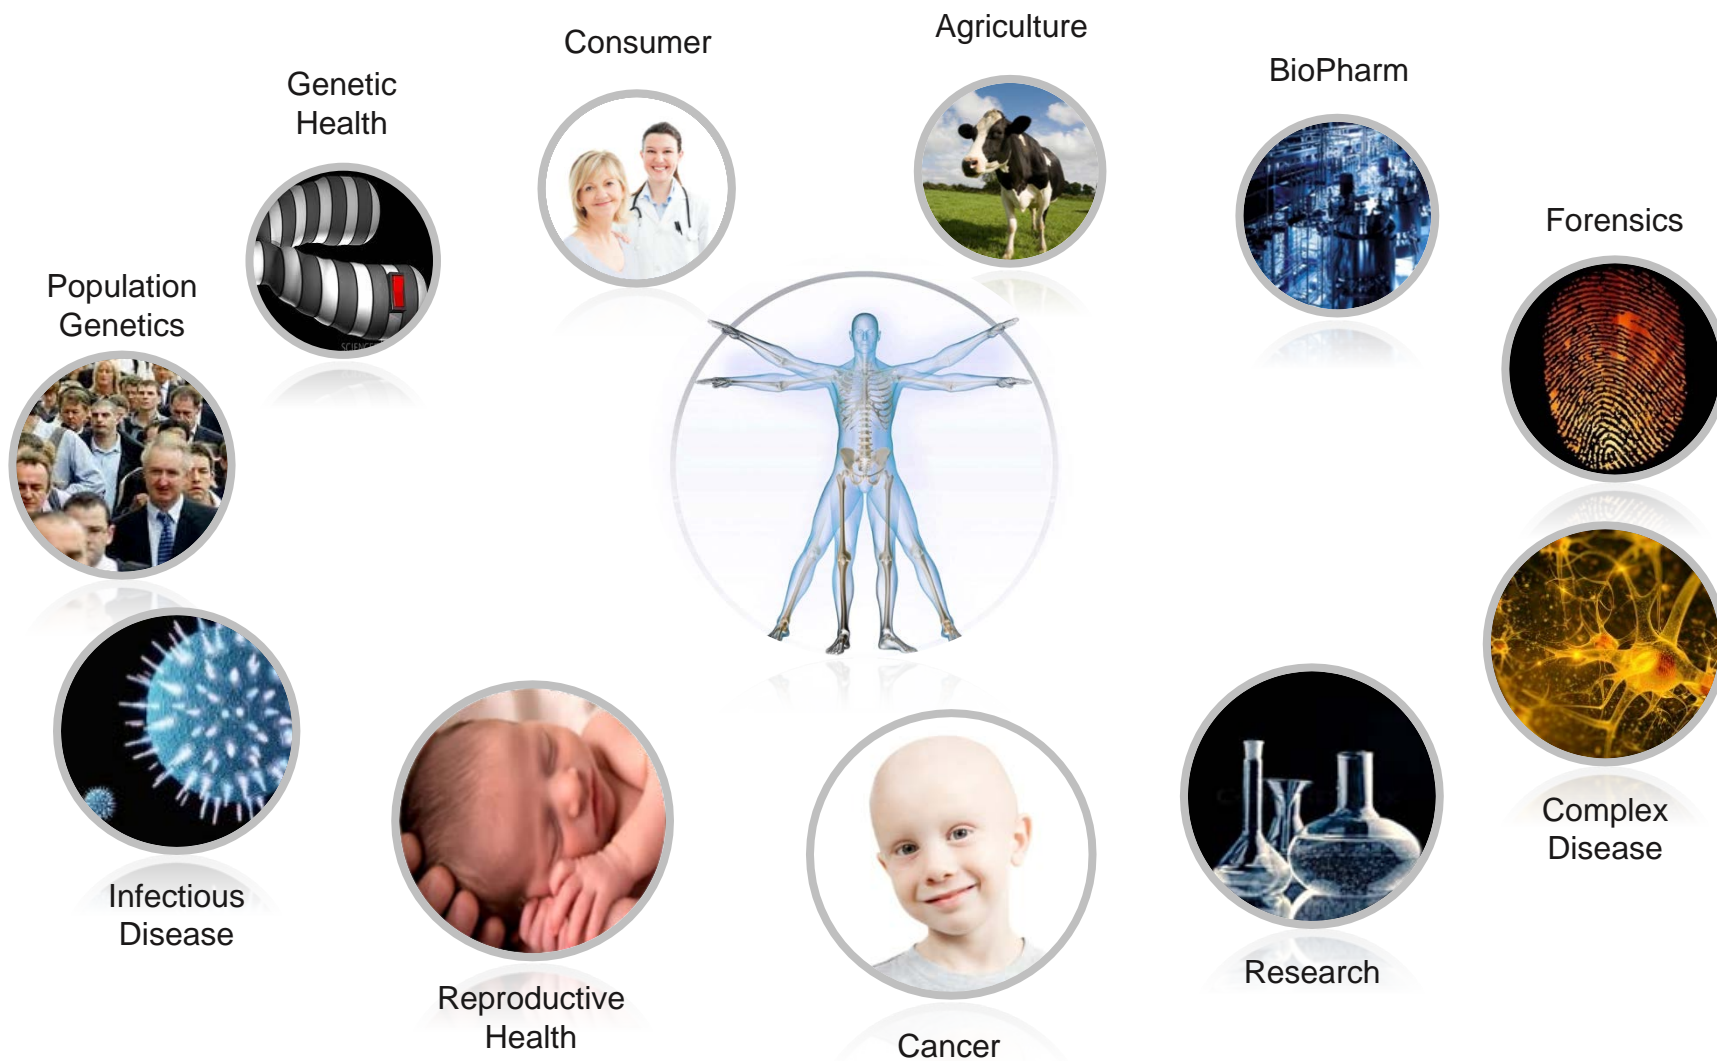 Consumer
Agriculture
Genetic
Health
BioPharm
Forensics
Population
Genetics
Complex
Disease
Infectious
Disease
Research
Reproductive
Health
Cancer